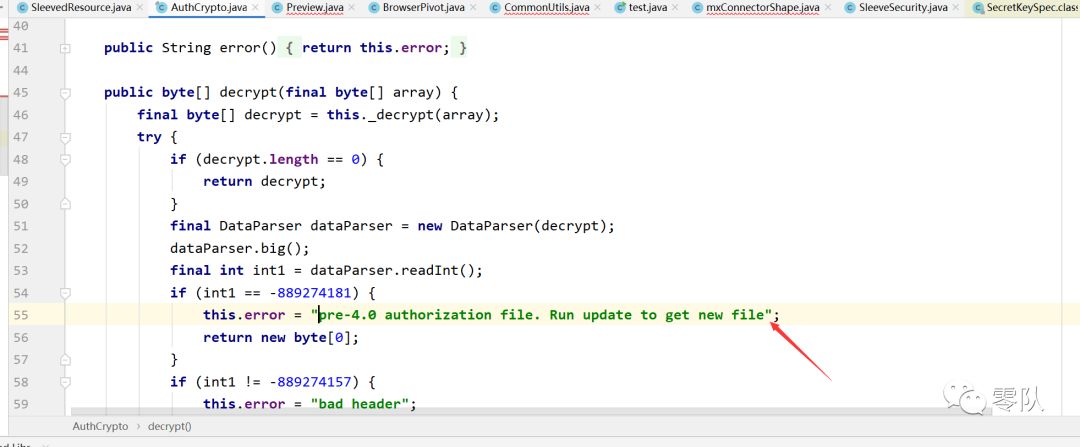 SleevedResource.java AuthCrypto.java Preview.java BrowserPivot.java CommonUtils.java test.java mxConnectorShape.java SleeveSecurity.java SecretKeySpec.class
40
41 public String error() { return this.error; }
44
45 public byte[] decrypt(final byte[] array) {
46 final byte[] decrypt = this._decrypt(array);
47 try {
48 if (decrypt.length == 0) {
49 return decrypt;
50 }
51 final DataParser dataParser = new DataParser(decrypt);
52 dataParser.big();
53 final int int1 = dataParser.readInt();
54 if (int1 == -889274181) {
55 this.error = "pre-4.0 authorization file. Run update to get new file";
56 return new byte[0];
57 }
58 if (int1 != -889274157) {
59 this.error = "bad header";
零队
AuthCrypto › decrypt()